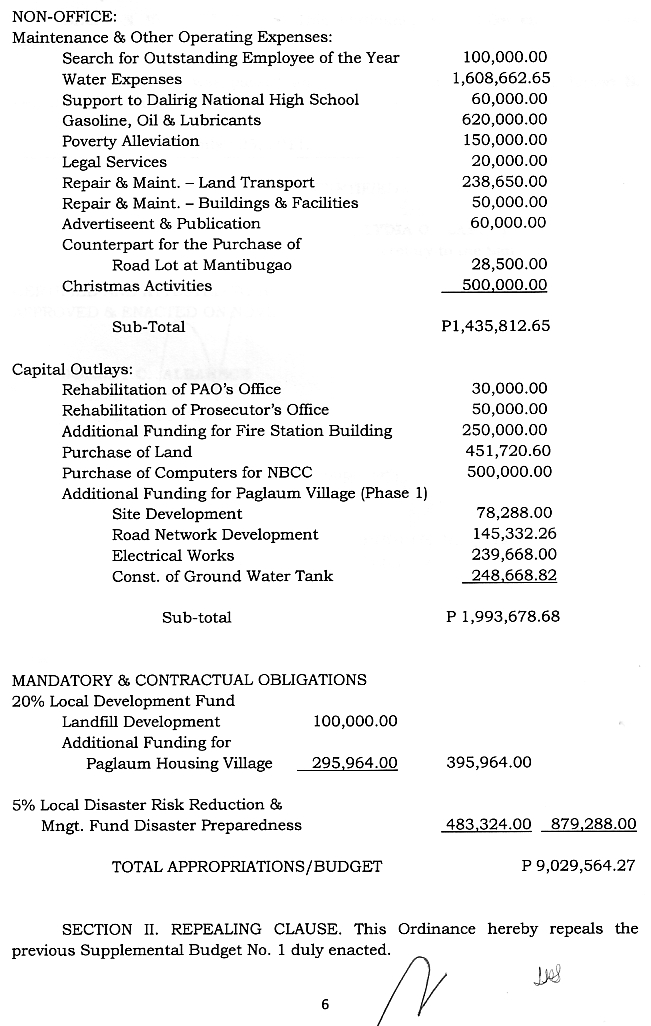 NON-OFFICE:
Maintenance & Other Operating Expenses:
Search for Outstanding Employee of the Year 100,000.00
Water Expenses 1,608,662.65
Support to Dalirig National High School 60,000.00
Gasoline, Oil & Lubricants 620,000.00
Poverty Alleviation 150,000.00
Legal Services 20,000.00
Repair & Maint. – Land Transport 238,650.00
Repair & Maint. – Buildings & Facilities 50,000.00
Advertiseent & Publication 60,000.00
Counterpart for the Purchase of
Road Lot at Mantibugao 28,500.00
Christmas Activities 500,000.00
Sub-Total P1,435,812.65
Capital Outlays:
Rehabilitation of PAO's Office 30,000.00
Rehabilitation of Prosecutor's Office 50,000.00
Additional Funding for Fire Station Building 250,000.00
Purchase of Land 451,720.60
Purchase of Computers for NBCC 500,000.00
Additional Funding for Paglaum Village (Phase 1)
Site Development 78,288.00
Road Network Development 145,332.26
Electrical Works 239,668.00
Const. of Ground Water Tank 248,668.82
Sub-total P 1,993,678.68
MANDATORY & CONTRACTUAL OBLIGATIONS
20% Local Development Fund
Landfill Development 100,000.00
Additional Funding for
Paglaum Housing Village 295,964.00 395,964.00
5% Local Disaster Risk Reduction &
Mngt. Fund Disaster Preparedness 483,324.00 879,288.00
TOTAL APPROPRIATIONS/BUDGET P 9,029,564.27
SECTION II. REPEALING CLAUSE. This Ordinance hereby repeals the
previous Supplemental Budget No. 1 duly enacted.
6